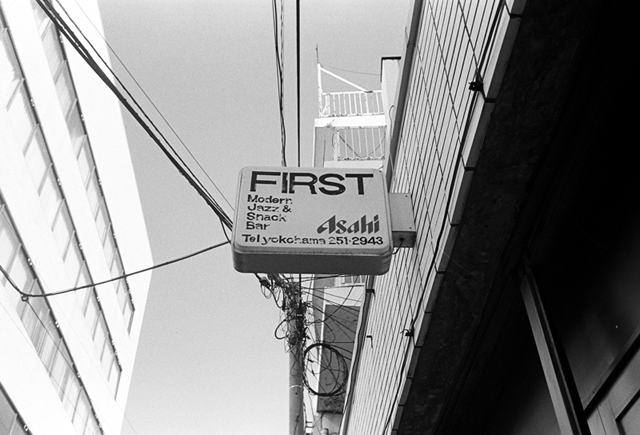 FIRST
Modern
Jazz &
Snack
Bar
Asahi
Tel yokohama 251-2943